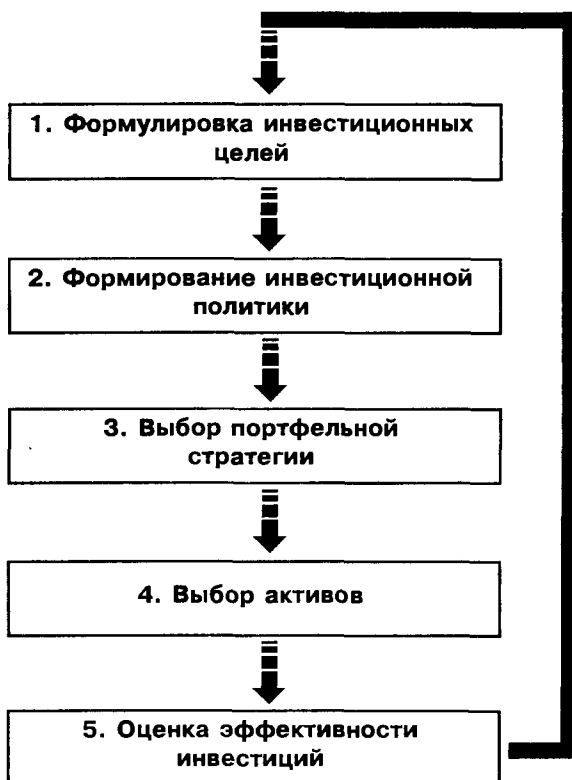 1. Формулировка инвестиционных
целей
2. Формирование инвестиционной
политики
3. Выбор портфельной
стратегии
4. Выбор активов
5. Оценка эффективности
инвестиций